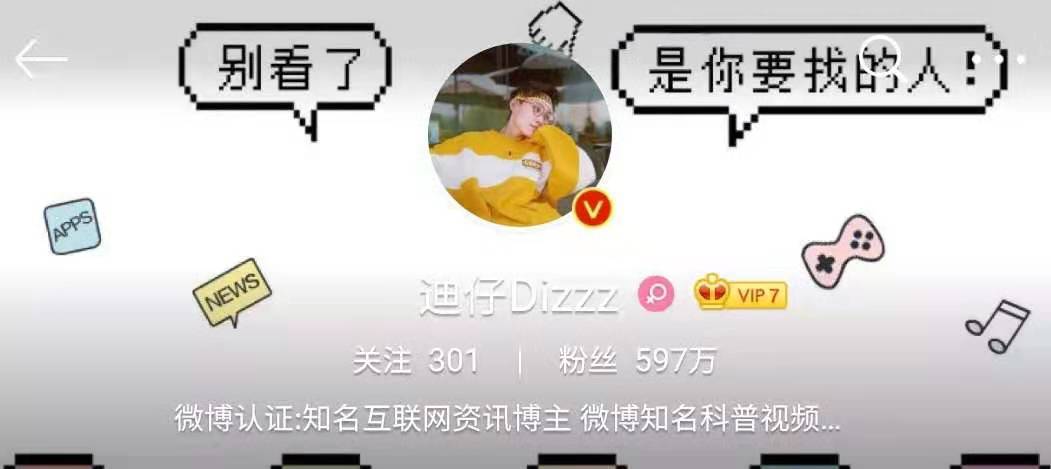 别看了
是你要找的人！
APPS
NEWS
迪仔Dizzz
VIP 7
关注 301 | 粉丝 597万
微博认证:知名互联网资讯博主 微博知名科普视频...